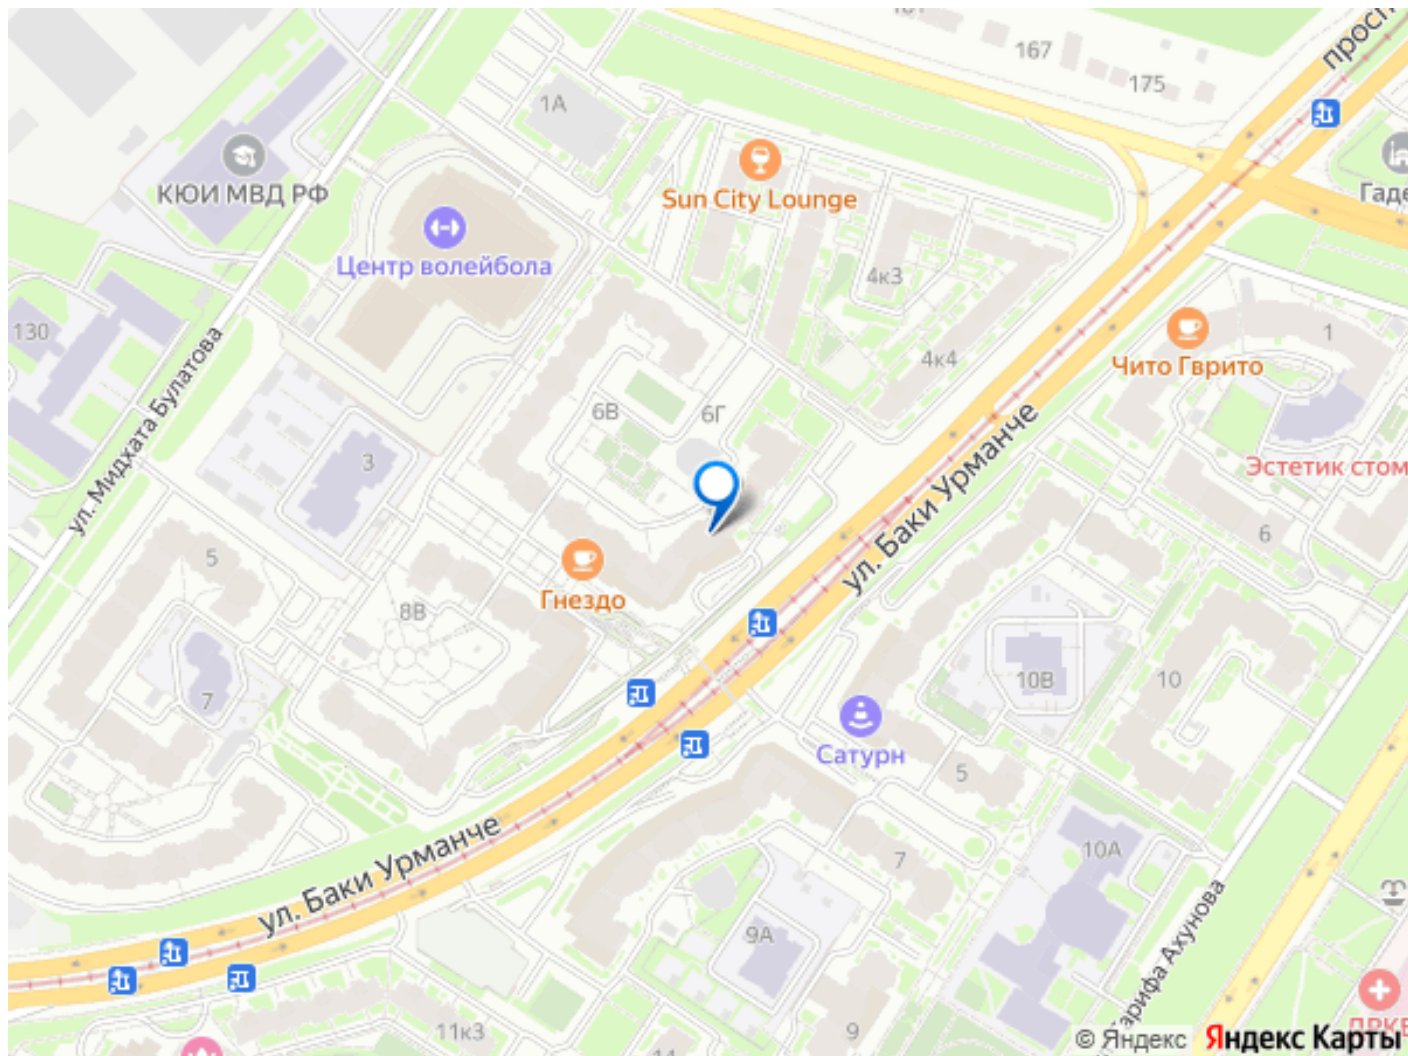 167
175
1А
КЮИ МВД РФ
Sun City Lounge
Центр волейбола
4к3
4к4
130
ул. Мидхата Булатова
1
Чито Гврито
6В
6Г
3
ул. Баки Урманче
6
5
Гнездо
8В
10В
10
7
Сатурн
5
ул. Баки Урманче
7
10А
9А
11к3
9
© Яндекс
Яндекс Карты